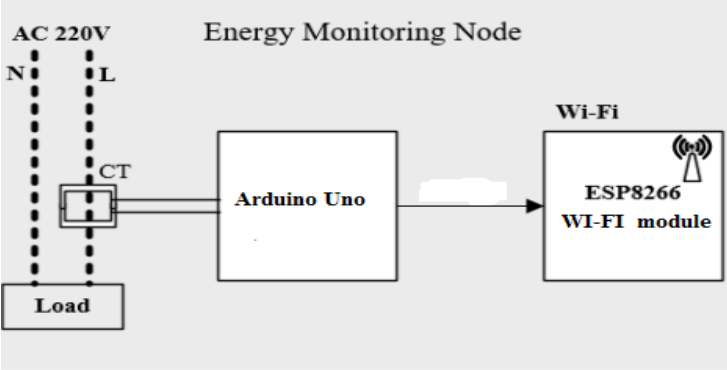 AC 220V
Energy Monitoring Node
N
L
Wi-Fi
CT
Arduino Uno
ESP8266
WI-FI module
Load